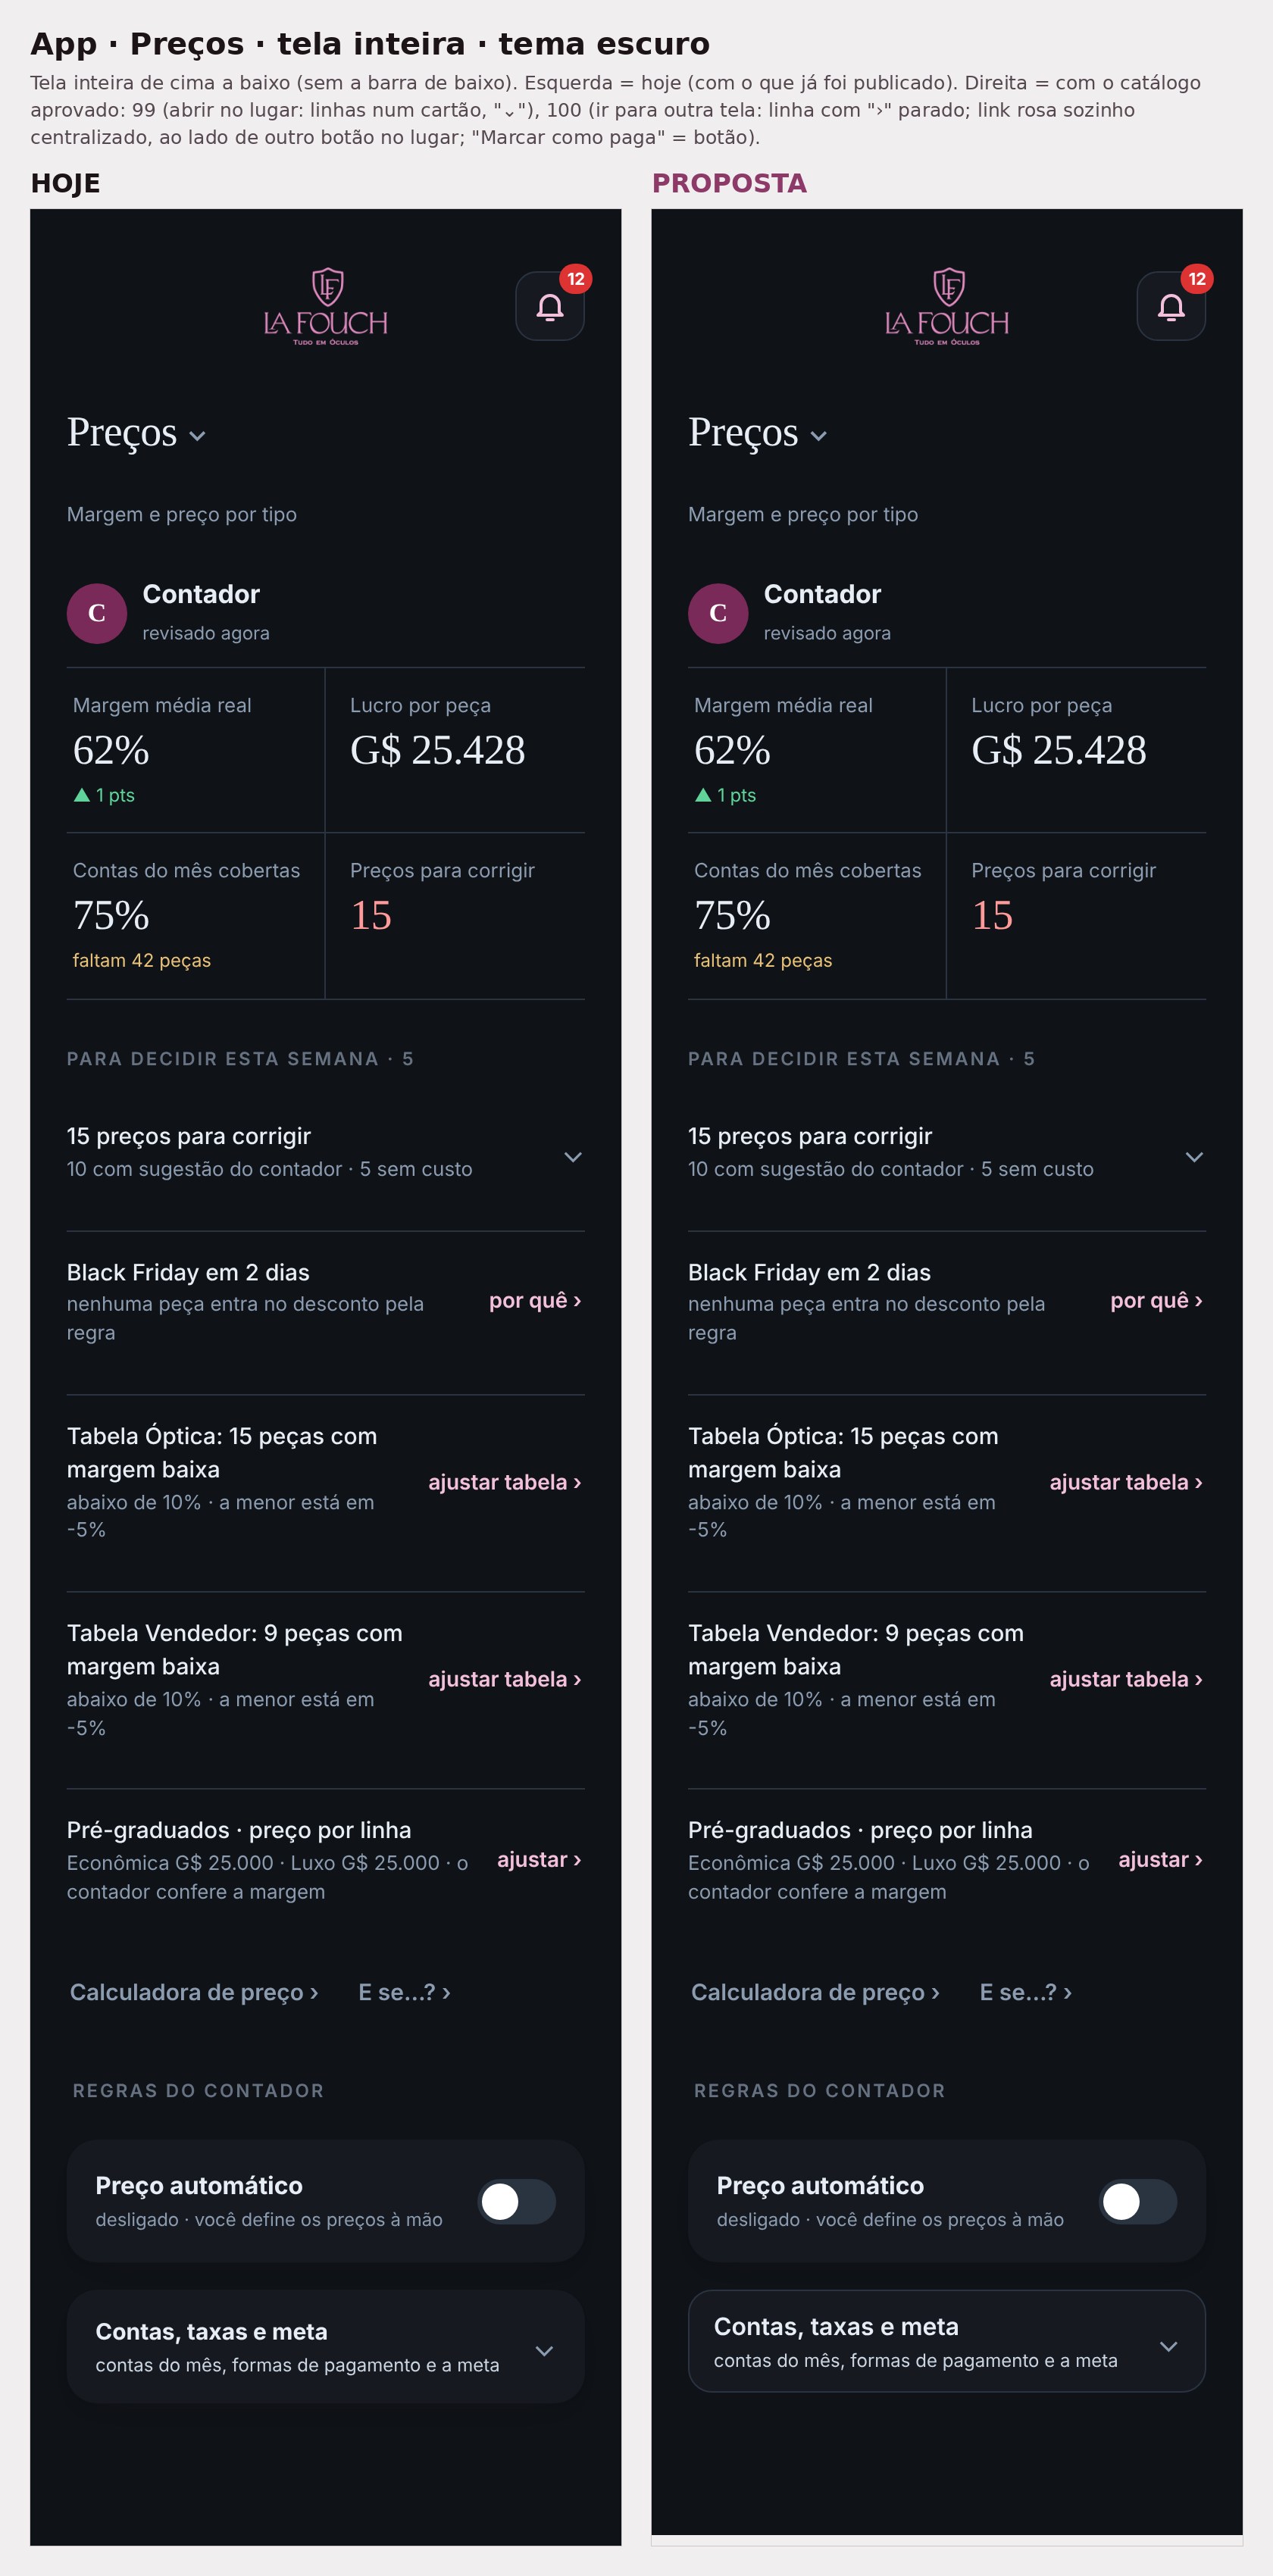 App · Preços · tela inteira · tema escuro
Tela inteira de cima a baixo (sem a barra de baixo). Esquerda = hoje (com o que já foi publicado). Direita = com o catálogo
aprovado: 99 (abrir no lugar: linhas num cartão, "⌄"), 100 (ir para outra tela: linha com "›" parado; link rosa sozinho
centralizado, ao lado de outro botão no lugar; "Marcar como paga" = botão).
HOJE
LF
LA FOUCH
TUDO EM ÓCULOS
12
Preços
Margem e preço por tipo
C
Contador
revisado agora
Margem média real
62%
▲ 1 pts
Lucro por peça
G$ 25.428
Contas do mês cobertas
75%
faltam 42 peças
Preços para corrigir
15
PARA DECIDIR ESTA SEMANA · 5
15 preços para corrigir
10 com sugestão do contador · 5 sem custo
Black Friday em 2 dias
nenhuma peça entra no desconto pela
regra
por quê ›
Tabela Óptica: 15 peças com
margem baixa
abaixo de 10% · a menor está em
-5%
ajustar tabela ›
Tabela Vendedor: 9 peças com
margem baixa
abaixo de 10% · a menor está em
-5%
ajustar tabela ›
Pré-graduados · preço por linha
Econômica G$ 25.000 · Luxo G$ 25.000 · o
contador confere a margem
ajustar ›
Calculadora de preço ›
E se…? ›
REGRAS DO CONTADOR
Preço automático
desligado · você define os preços à mão
Contas, taxas e meta
contas do mês, formas de pagamento e a meta
PROPOSTA
LF
LA FOUCH
TUDO EM ÓCULOS
12
Preços
Margem e preço por tipo
C
Contador
revisado agora
Margem média real
62%
▲ 1 pts
Lucro por peça
G$ 25.428
Contas do mês cobertas
75%
faltam 42 peças
Preços para corrigir
15
PARA DECIDIR ESTA SEMANA · 5
15 preços para corrigir
10 com sugestão do contador · 5 sem custo
Black Friday em 2 dias
nenhuma peça entra no desconto pela
regra
por quê ›
Tabela Óptica: 15 peças com
margem baixa
abaixo de 10% · a menor está em
-5%
ajustar tabela ›
Tabela Vendedor: 9 peças com
margem baixa
abaixo de 10% · a menor está em
-5%
ajustar tabela ›
Pré-graduados · preço por linha
Econômica G$ 25.000 · Luxo G$ 25.000 · o
contador confere a margem
ajustar ›
Calculadora de preço ›
E se…? ›
REGRAS DO CONTADOR
Preço automático
desligado · você define os preços à mão
Contas, taxas e meta
contas do mês, formas de pagamento e a meta